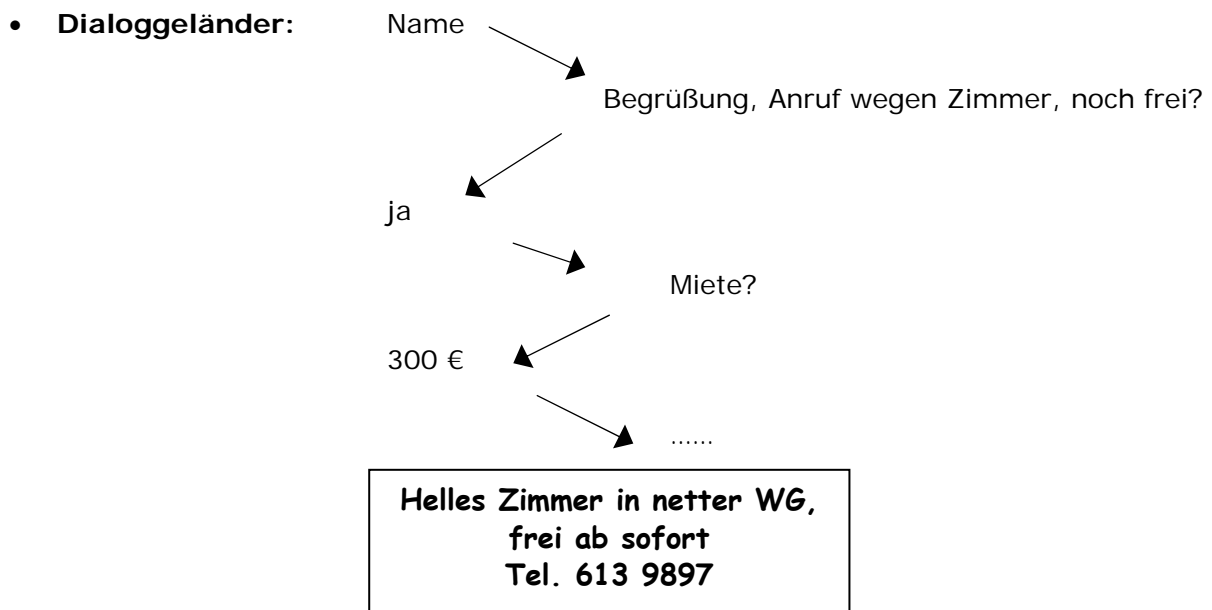 • Dialoggeländer: Name
Begrüßung, Anruf wegen Zimmer, noch frei?
ja
Miete?
300 €
......
Helles Zimmer in netter WG,
frei ab sofort
Tel. 613 9897